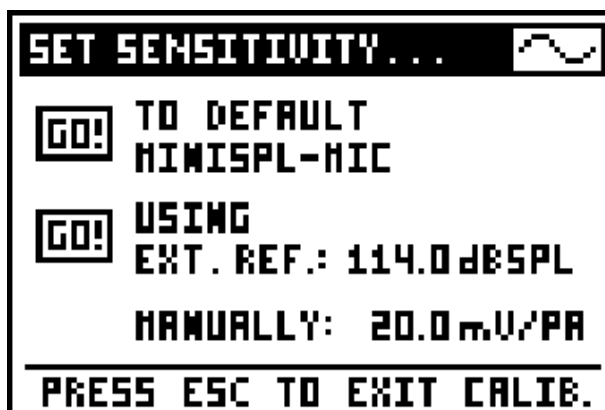 SET SENSITIVITY...
GO! TO DEFAULT
MINISPL-MIC
GO! USING
EXT. REF.: 114.0 dBSPL
MANUALLY: 20.0 mV/PA
PRESS ESC TO EXIT CALIB.